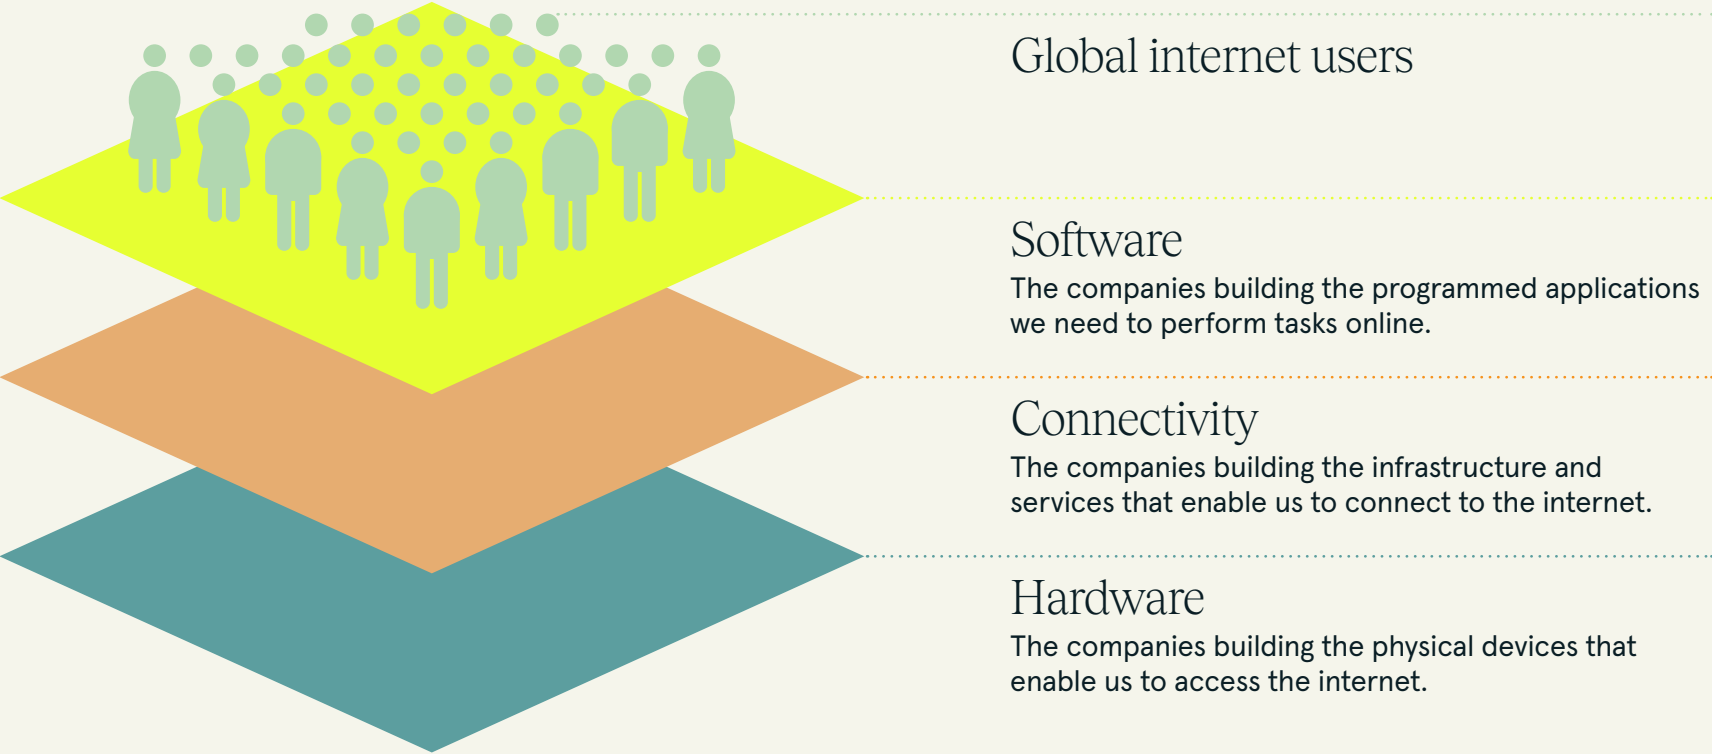 Global internet users
Software
The companies building the programmed applications
we need to perform tasks online.
Connectivity
The companies building the infrastructure and
services that enable us to connect to the internet.
Hardware
The companies building the physical devices that
enable us to access the internet.